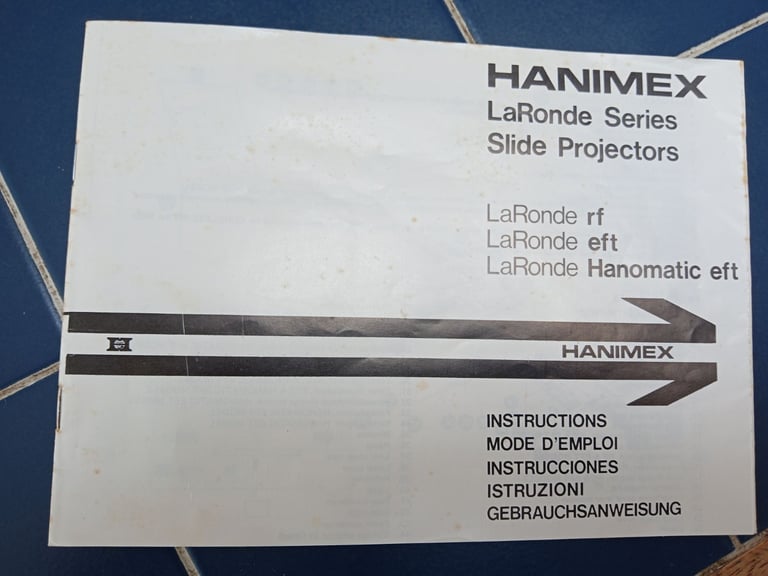 HANIMEX
LaRonde Series
Slide Projectors
LaRonde rf
LaRonde eft
LaRonde Hanomatic eft
H
HANIMEX
INSTRUCTIONS
MODE D'EMPLOI
INSTRUCCIONES
ISTRUZIONI
GEBRAUCHSANWEISUNG